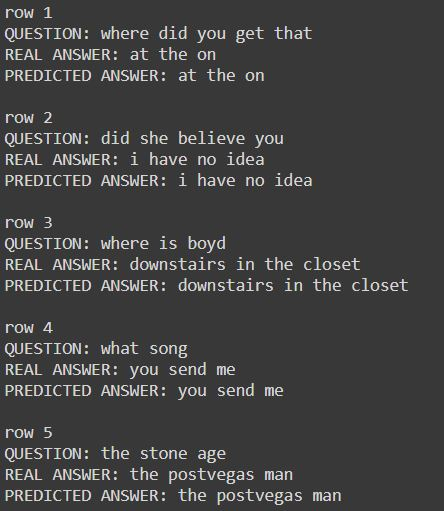 row 1
QUESTION: where did you get that
REAL ANSWER: at the on
PREDICTED ANSWER: at the on
row 2
QUESTION: did she believe you
REAL ANSWER: i have no idea
PREDICTED ANSWER: i have no idea
row 3
QUESTION: where is boyd
REAL ANSWER: downstairs in the closet
PREDICTED ANSWER: downstairs in the closet
row 4
QUESTION: what song
REAL ANSWER: you send me
PREDICTED ANSWER: you send me
row 5
QUESTION: the stone age
REAL ANSWER: the postvegas man
PREDICTED ANSWER: the postvegas man